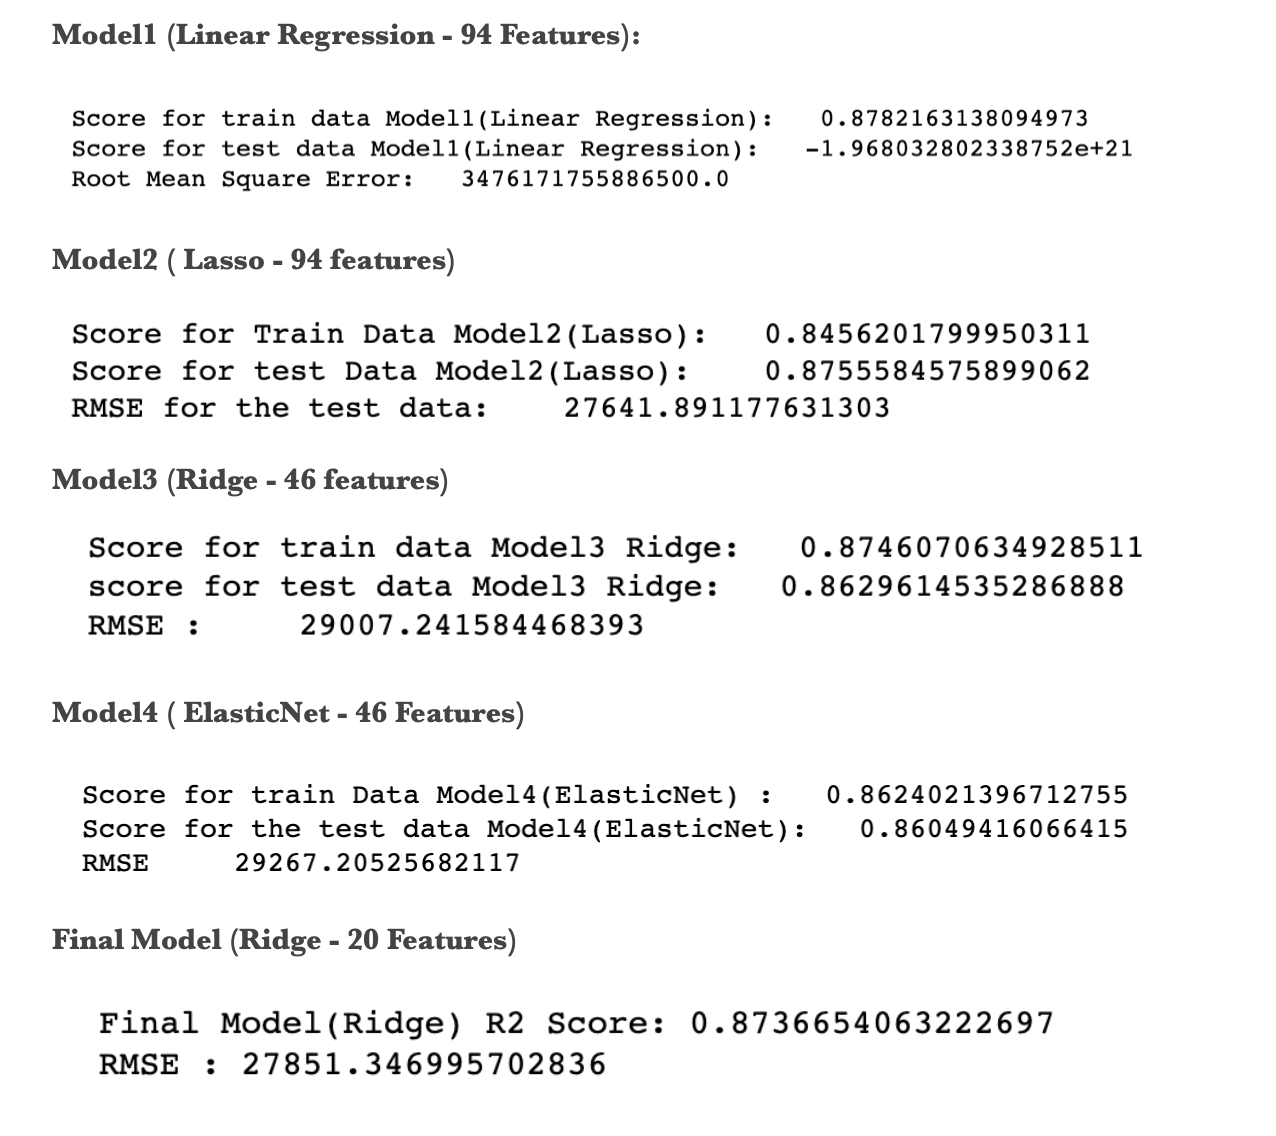 Model1 (Linear Regression - 94 Features):
Score for train data Model1(Linear Regression): 0.8782163138094973
Score for test data Model1(Linear Regression): -1.968032802338752e+21
Root Mean Square Error: 3476171755886500.0
Model2 ( Lasso - 94 features)
Score for Train Data Model2(Lasso): 0.8456201799950311
Score for test Data Model2(Lasso): 0.8755584575899062
RMSE for the test data: 27641.891177631303
Model3 (Ridge - 46 features)
Score for train data Model3 Ridge: 0.8746070634928511
score for test data Model3 Ridge: 0.8629614535286888
RMSE : 29007.241584468393
Model4 ( ElasticNet - 46 Features)
Score for train Data Model4(ElasticNet) : 0.8624021396712755
Score for the test data Model4(ElasticNet): 0.86049416066415
RMSE 29267.20525682117
Final Model (Ridge - 20 Features)
Final Model(Ridge) R2 Score: 0.8736654063222697
RMSE : 27851.346995702836